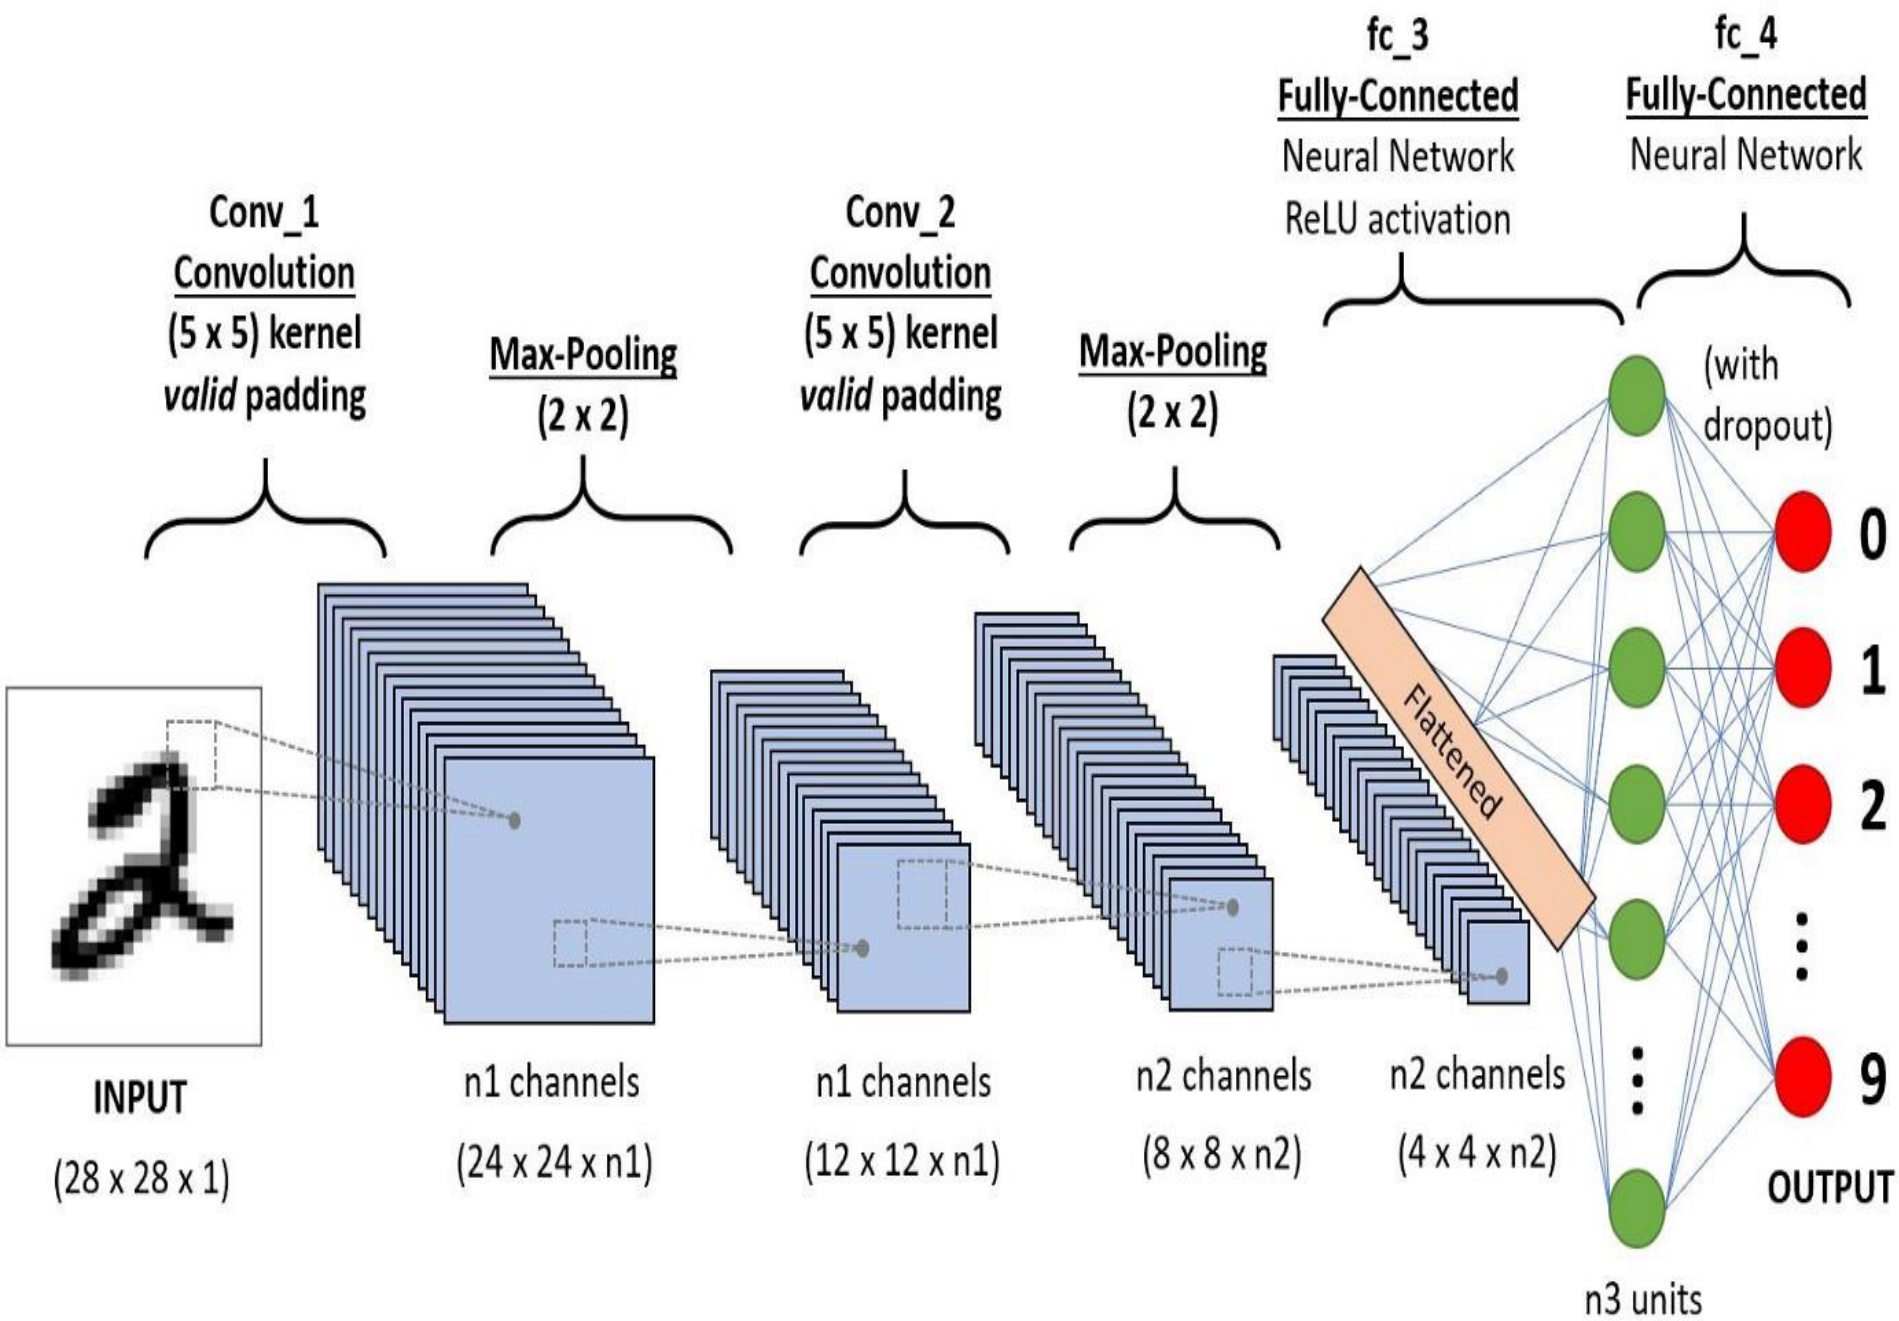 fc_3
Fully-Connected
Neural Network
ReLU activation
fc_4
Fully-Connected
Neural Network
Conv_1
Convolution
(5 x 5) kernel
valid padding
Max-Pooling
(2 x 2)
Conv_2
Convolution
(5 x 5) kernel
valid padding
Max-Pooling
(2 x 2)
(with
dropout)
Flattened
0
1
2
9
INPUT
(28 x 28 x 1)
n1 channels
(24 x 24 x n1)
n1 channels
(12 x 12 x n1)
n2 channels
(8 x 8 x n2)
n2 channels
(4 x 4 x n2)
OUTPUT
n3 units